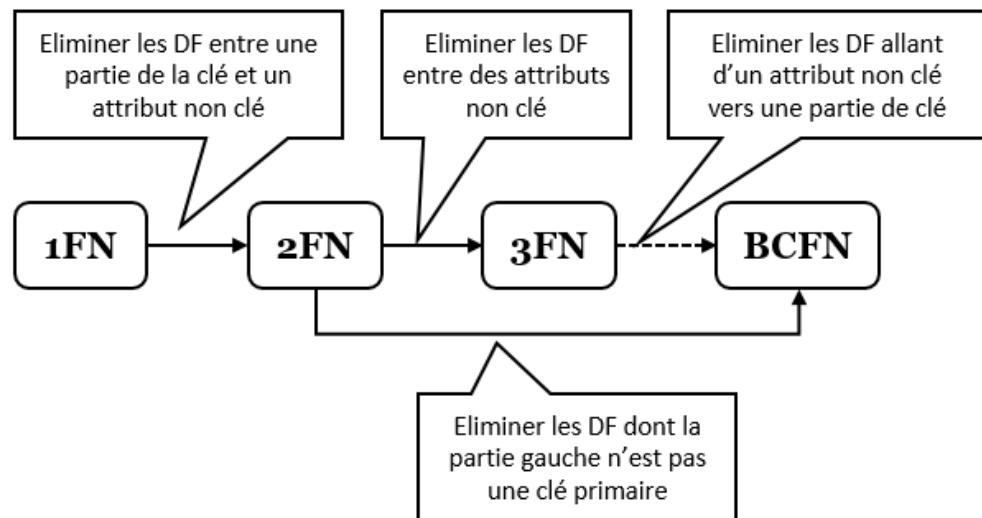 Eliminer les DF entre une
partie de la clé et un
attribut non clé
Eliminer les DF
entre des attributs
non clé
Eliminer les DF allant
d'un attribut non clé
vers une partie de clé
1FN
2FN
3FN
BCFN
Eliminer les DF dont la
partie gauche n'est pas
une clé primaire